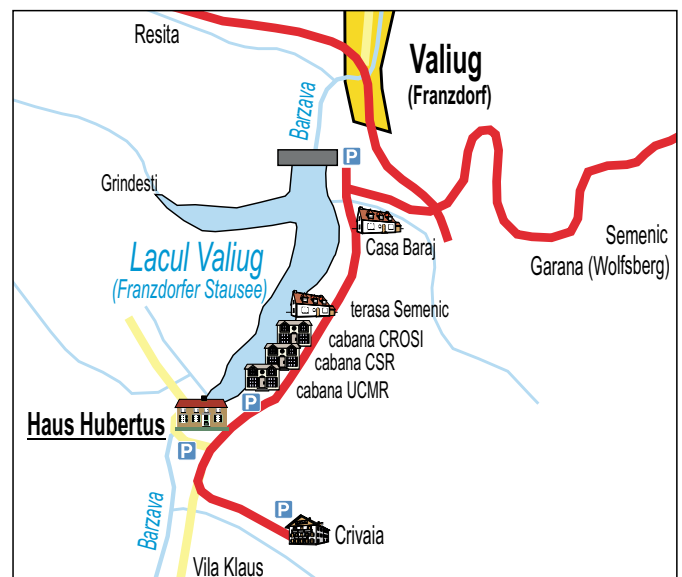 Resita
Valiug
(Franzdorf)
Barzava
P
Grindesti
Casa Baraj
Semenic
Garana (Wolfsberg)
Lacul Valiug
(Franzdorfer Stausee)
terasa Semenic
cabana CROSI
cabana CSR
cabana UCMR
P
Haus Hubertus
P
Barzava
P
Crivaia
Vila Klaus